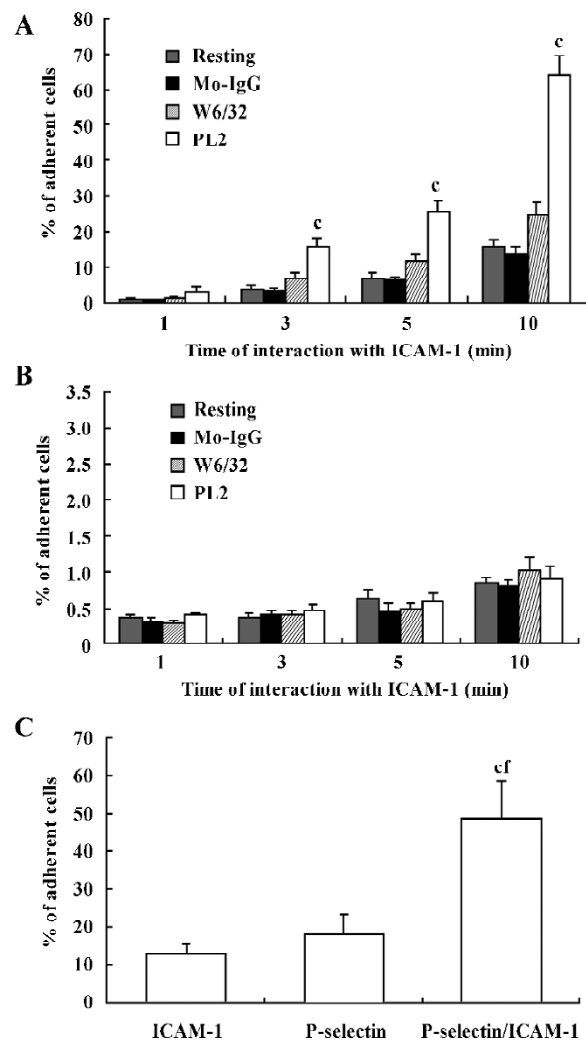 A
80
70
60
50
40
30
20
10
0
% of adherent cells
Resting
Mo-IgG
W6/32
PL2
c
c
c
1 3 5 10
Time of interaction with ICAM-1 (min)
B
3.5
3.0
2.5
2.0
1.5
1.0
0.5
0
% of adherent cells
Resting
Mo-IgG
W6/32
PL2
1 3 5 10
Time of interaction with ICAM-1 (min)
C
70
60
50
40
30
20
10
0
% of adherent cells
cf
ICAM-1 P-selectin P-selectin/ICAM-1